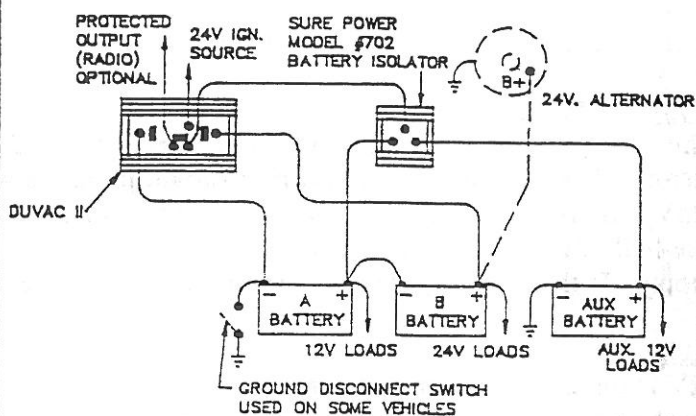 PROTECTED
OUTPUT
(RADIO)
OPTIONAL
24V IGN.
SOURCE
SURE POWER
MODEL #702
BATTERY ISOLATOR
B+
24V. ALTERNATOR
DUVAC II
- A +
BATTERY
- B +
BATTERY
- AUX +
BATTERY
12V LOADS
24V LOADS
AUX. 12V
LOADS
GROUND DISCONNECT SWITCH
USED ON SOME VEHICLES